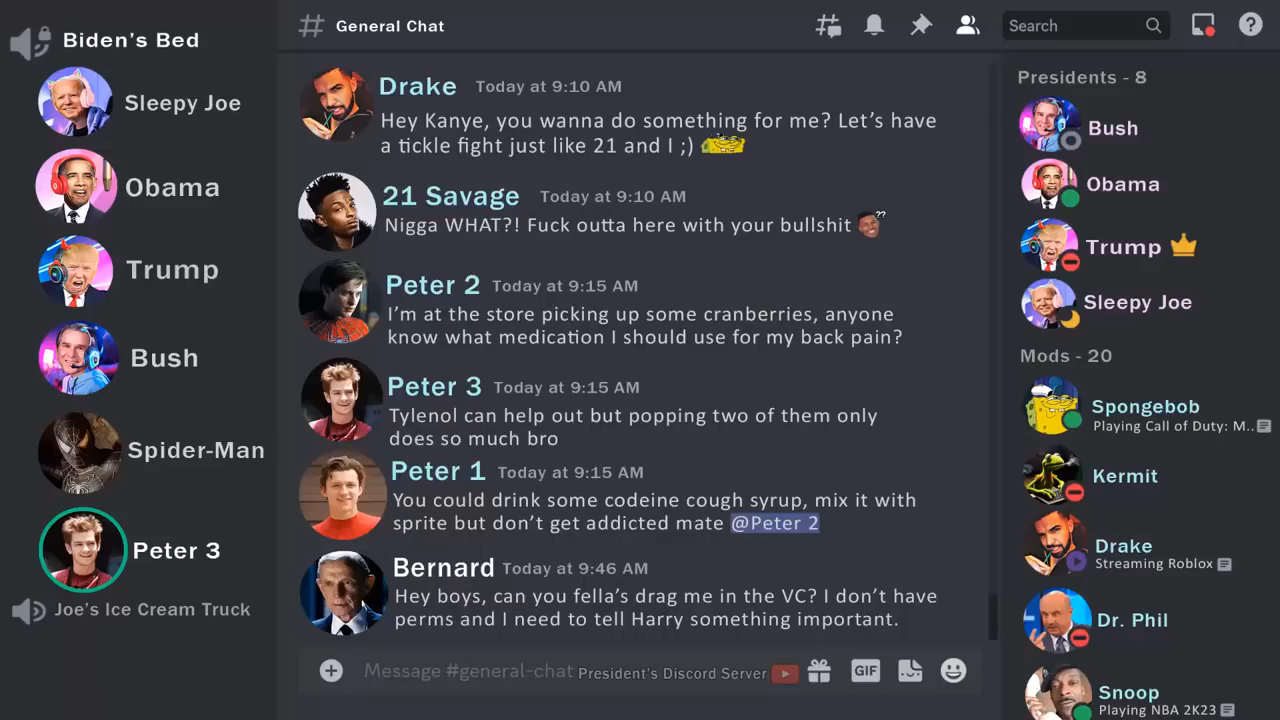 Biden's Bed
Sleepy Joe
Obama
Trump
Bush
Spider-Man
Peter 3
Joe's Ice Cream Truck
# General Chat
Search
Drake Today at 9:10 AM
Hey Kanye, you wanna do something for me? Let's have
a tickle fight just like 21 and I ;)
21 Savage Today at 9:10 AM
Nigga WHAT?! Fuck outta here with your bullshit
??
Peter 2 Today at 9:15 AM
I'm at the store picking up some cranberries, anyone
know what medication I should use for my back pain?
Peter 3 Today at 9:15 AM
Tylenol can help out but popping two of them only
does so much bro
Peter 1 Today at 9:15 AM
You could drink some codeine cough syrup, mix it with
sprite but don't get addicted mate @Peter 2
Bernard Today at 9:46 AM
Hey boys, can you fella's drag me in the VC? I don't have
perms and I need to tell Harry something important.
Message #general-chat President's Discord Server
GIF
Presidents - 8
Bush
Obama
Trump
Sleepy Joe
Mods - 20
Spongebob
Playing Call of Duty: M..
Kermit
Drake
Streaming Roblox
Dr. Phil
Snoop
Playing NBA 2K23